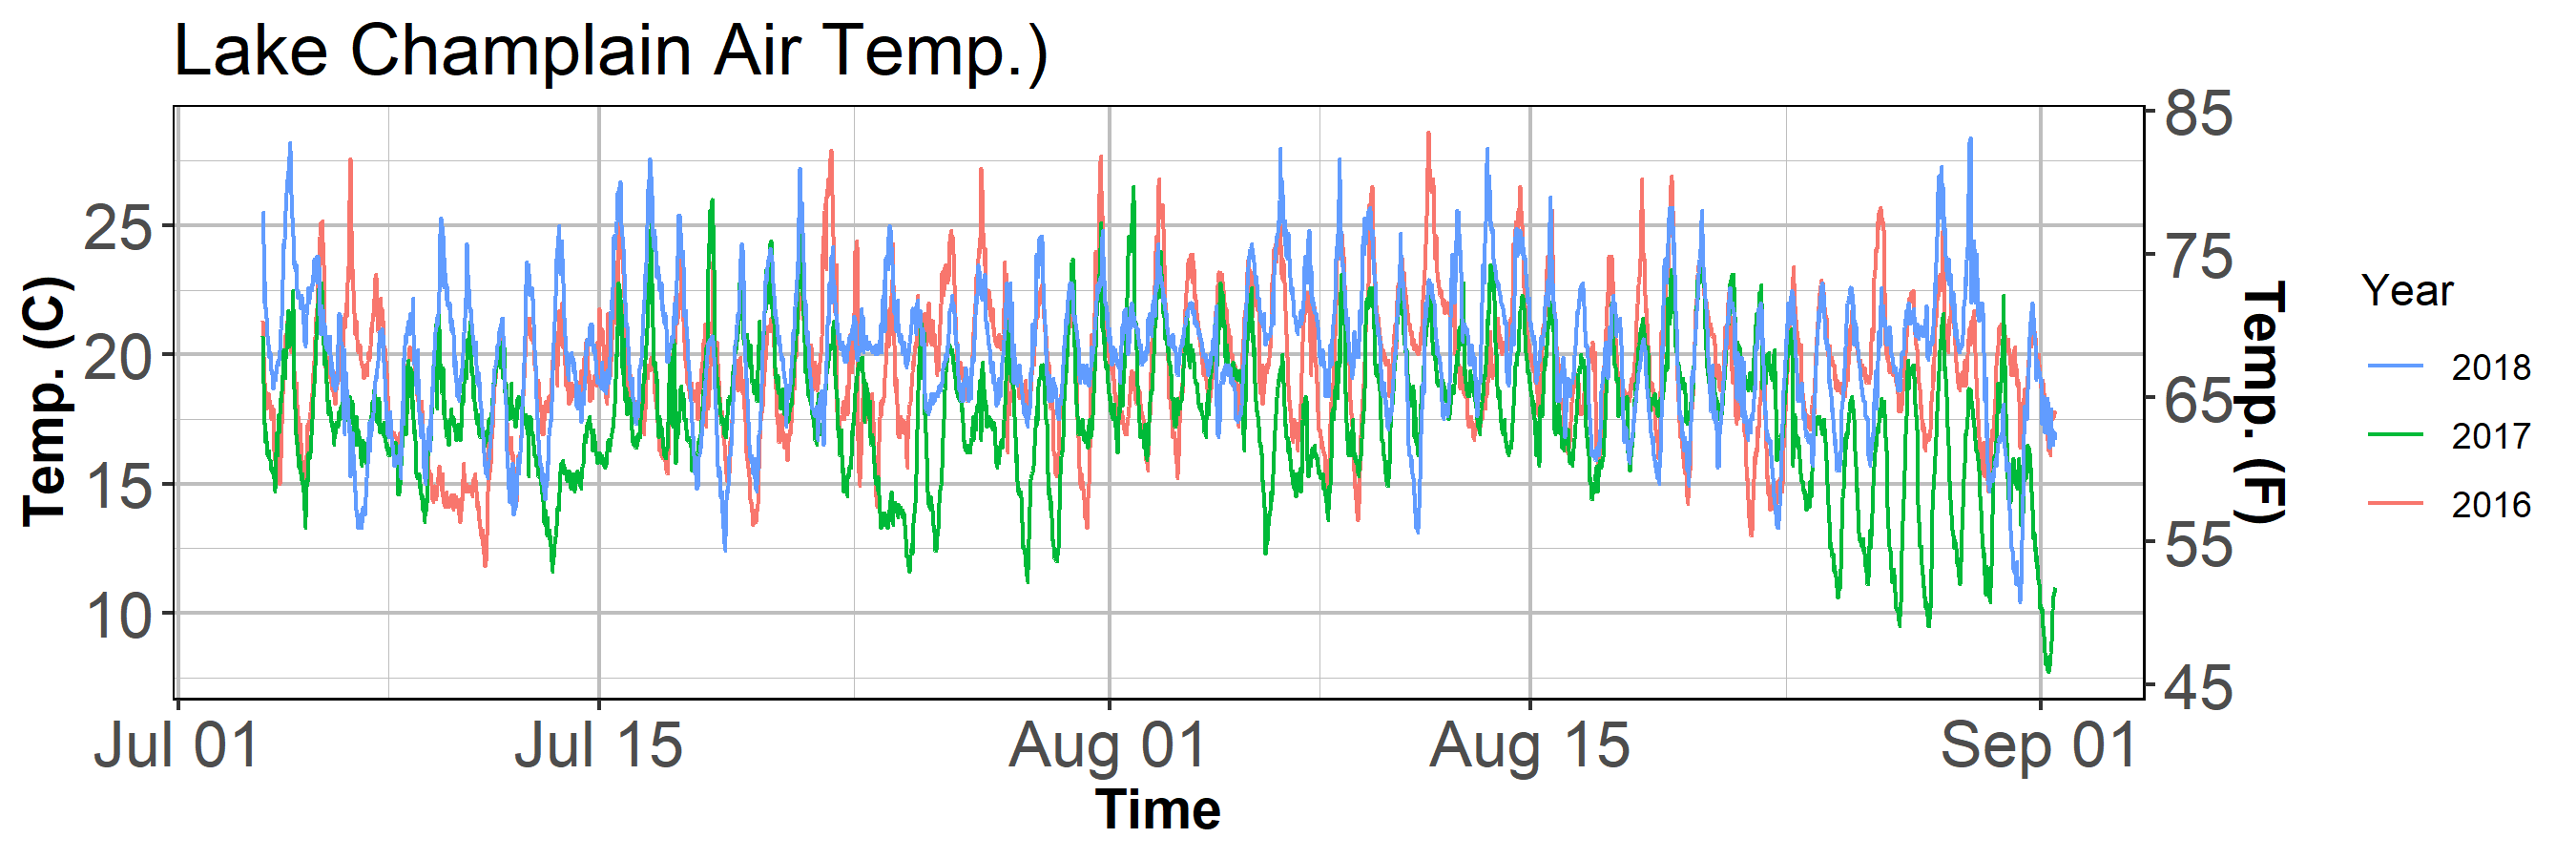 Lake Champlain Air Temp.)
Temp. (C)
25
20
15
10
85
75
65
55
45
Temp. (F)
Jul 01
Jul 15
Aug 01
Aug 15
Sep 01
Time
Year
2018
2017
2016